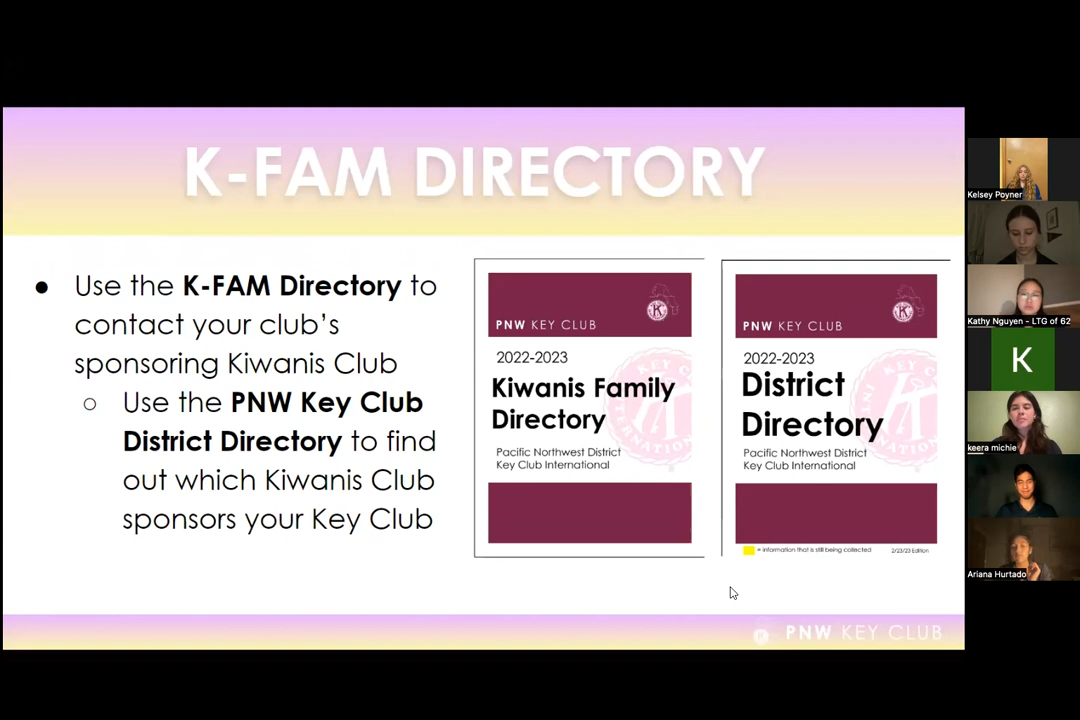 K-FAM DIRECTORY
● Use the K-FAM Directory to
contact your club’s
sponsoring Kiwanis Club
○ Use the PNW Key Club
District Directory to find
out which Kiwanis Club
sponsors your Key Club
PNW KEY CLUB
2022-2023
Kiwanis Family
Directory
Pacific Northwest District
Key Club International
PNW KEY CLUB
2022-2023
District
Directory
Pacific Northwest District
Key Club International
= information that is still being collected
2/23/23 Edition
PNW KEY CLUB
Kelsey Poyner
Kathy Nguyen - LTG of 62
K
keera michie
Ariana Hurtado